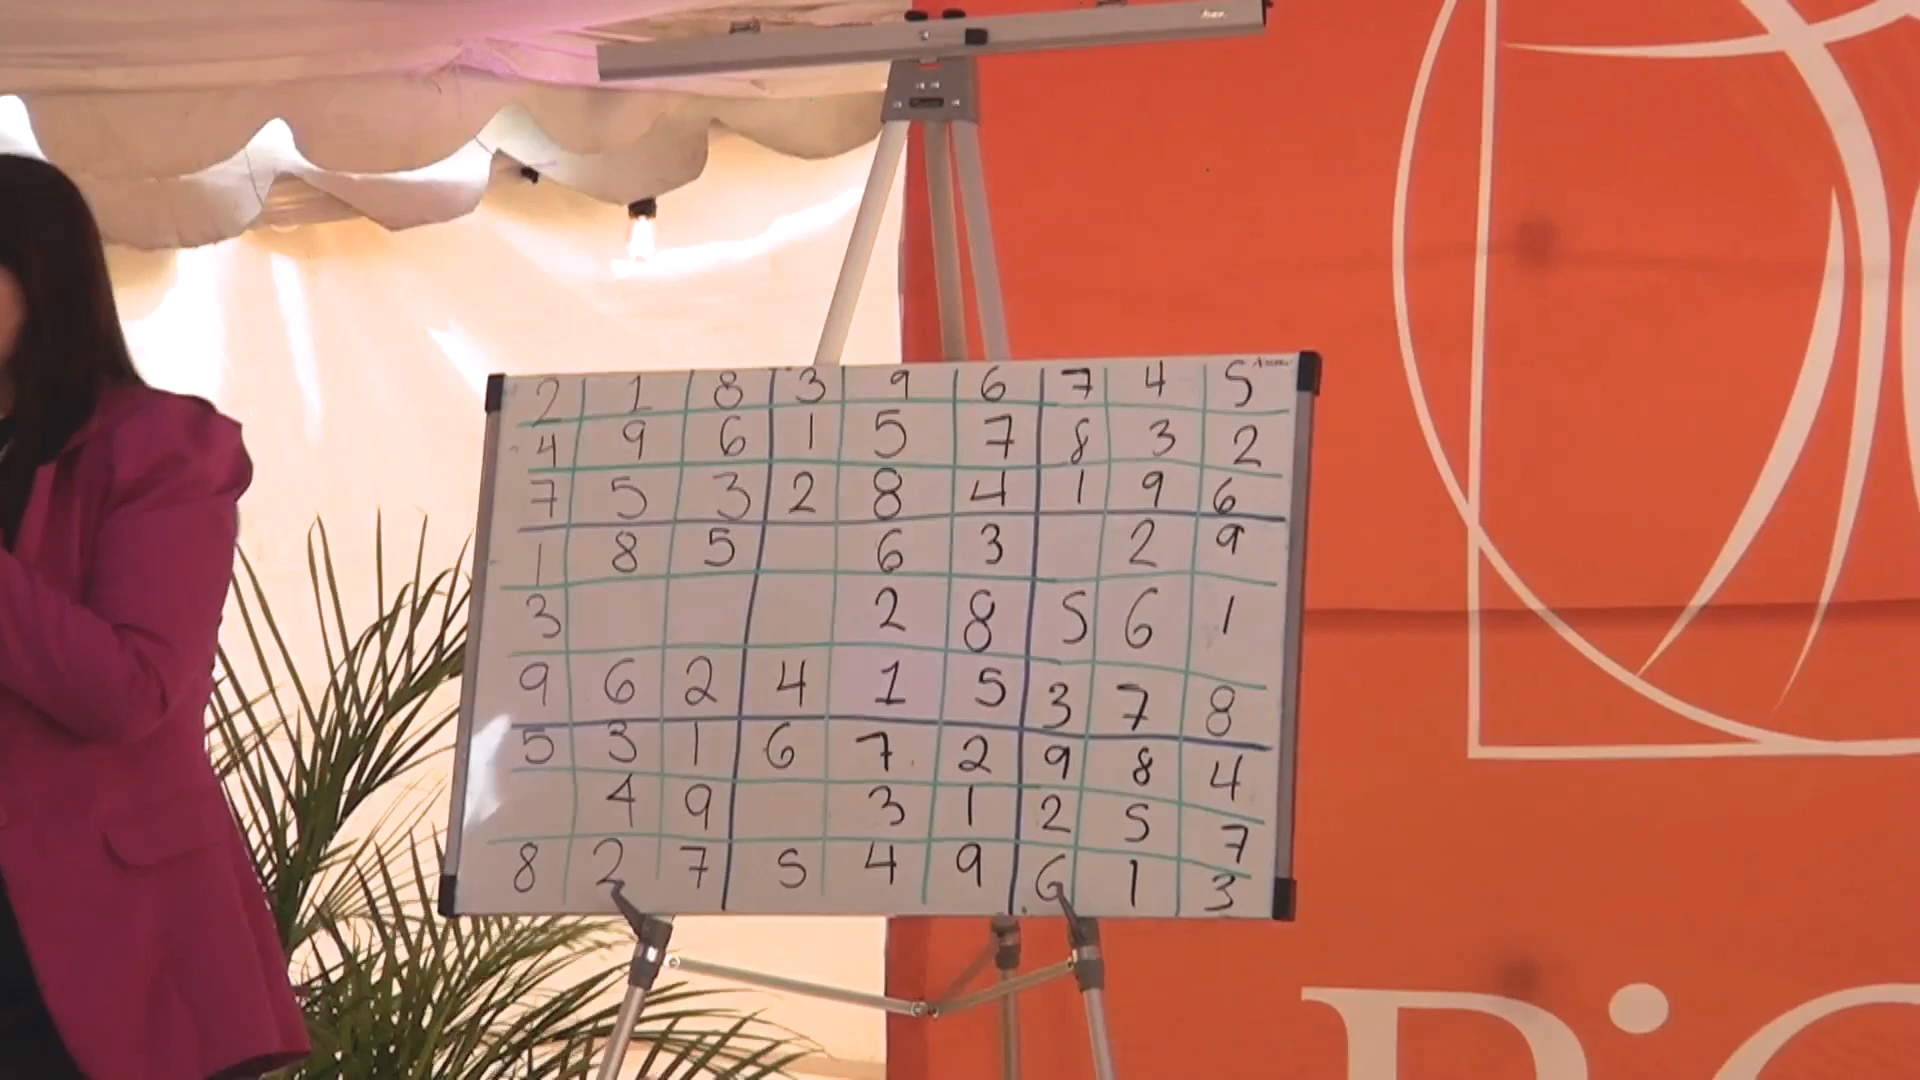 2 1 8 3 9 6 7 4 5
4 9 6 1 5 7 8 3 2
7 5 3 2 8 4 1 9 6
1 8 5 6 3 2 9
3 2 8 5 6 1
9 6 2 4 1 5 3 7 8
5 3 1 6 7 2 9 8 4
4 9 3 1 2 5 7
8 2 7 5 4 9 6 1 3